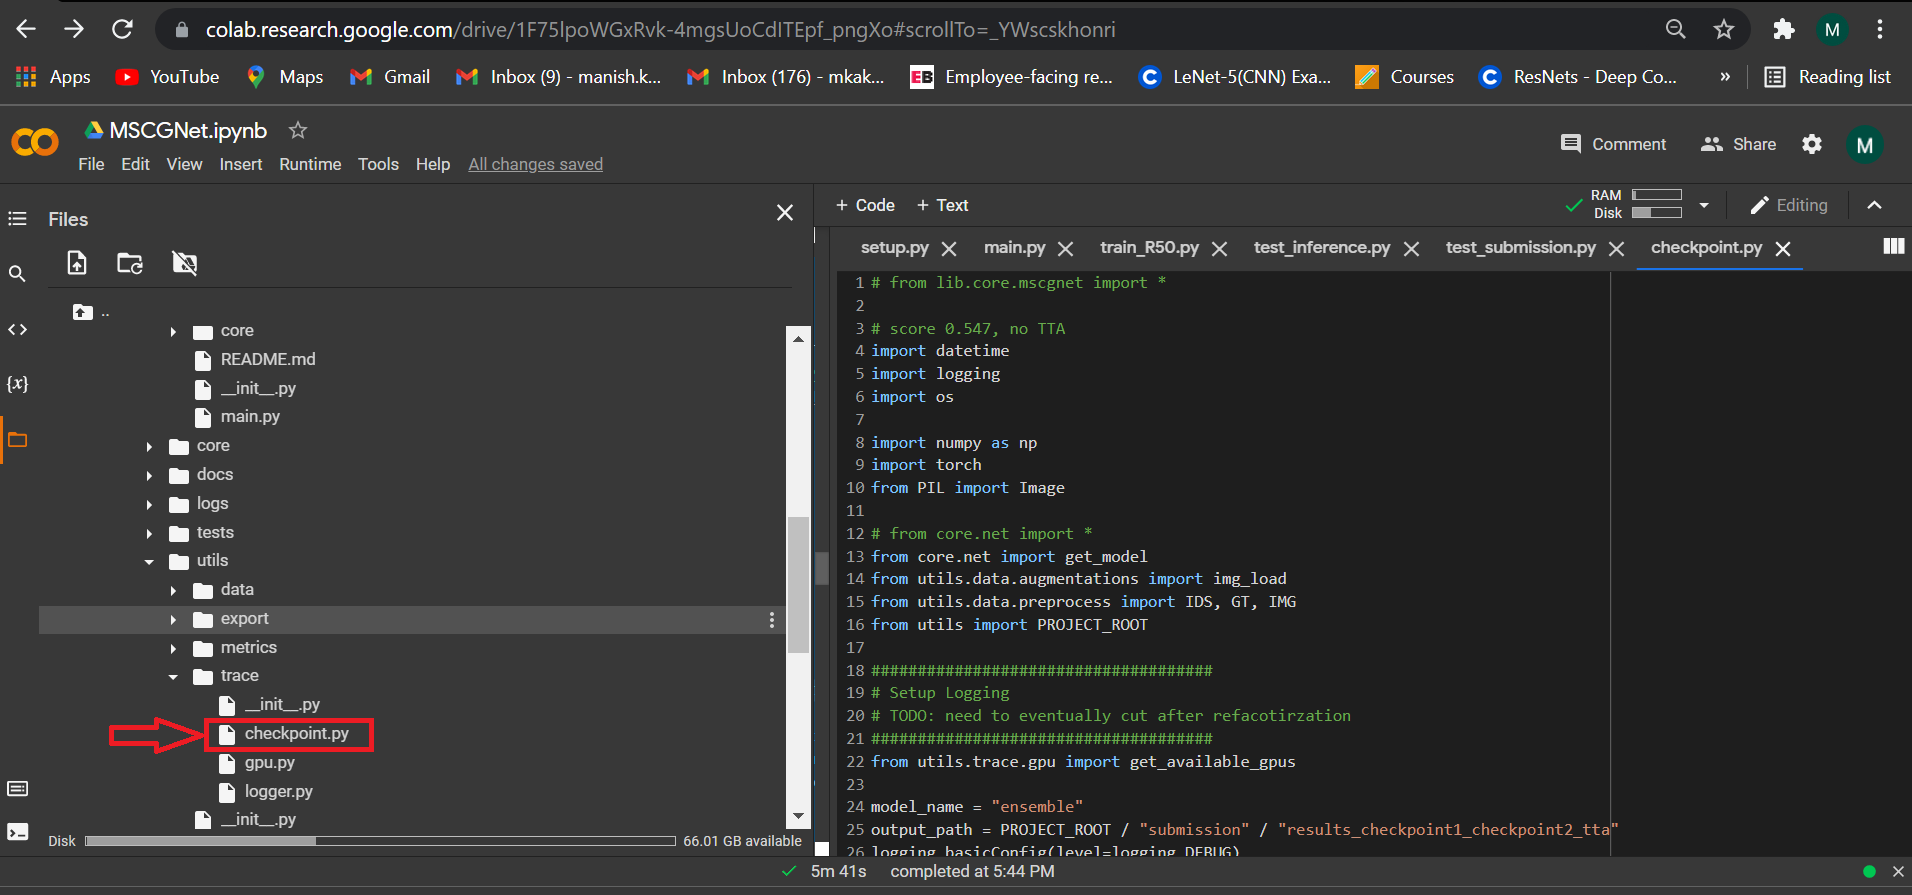 colab.research.google.com/drive/1F75IpoWGxRvk-4mgsUoCdITEpf_pngXo#scrollTo=_YWscskhonri
M
Apps YouTube Maps Gmail Inbox (9) - manish.k... Inbox (176) - mkak... EB Employee-facing re... LeNet-5(CNN) Exa... Courses ResNets - Deep Co... » Reading list
MSCGNet.ipynb
File Edit View Insert Runtime Tools Help All changes saved
Comment Share M
Files
+ Code + Text
RAM
Disk
Editing
setup.py main.py train_R50.py test_inference.py test_submission.py checkpoint.py
{x}
..
core
README.md
__init__.py
main.py
core
docs
logs
tests
utils
data
export
metrics
trace
__init__.py
checkpoint.py
gpu.py
logger.py
__init__.py
Disk 66.01 GB available
1 # from lib.core.mscgnet import *
2
3 # score 0.547, no TTA
4 import datetime
5 import logging
6 import os
7
8 import numpy as np
9 import torch
10 from PIL import Image
11
12 # from core.net import *
13 from core.net import get_model
14 from utils.data.augmentations import img_load
15 from utils.data.preprocess import IDS, GT, IMG
16 from utils import PROJECT_ROOT
17
18 #####################################
19 # Setup Logging
20 # TODO: need to eventually cut after refacotirzation
21 #####################################
22 from utils.trace.gpu import get_available_gpus
23
24 model_name = "ensemble"
25 output_path = PROJECT_ROOT / "submission" / "results_checkpoint1_checkpoint2_tta"
26 logging.basicConfig(level=logging.DEBUG)
5m 41s completed at 5:44 PM